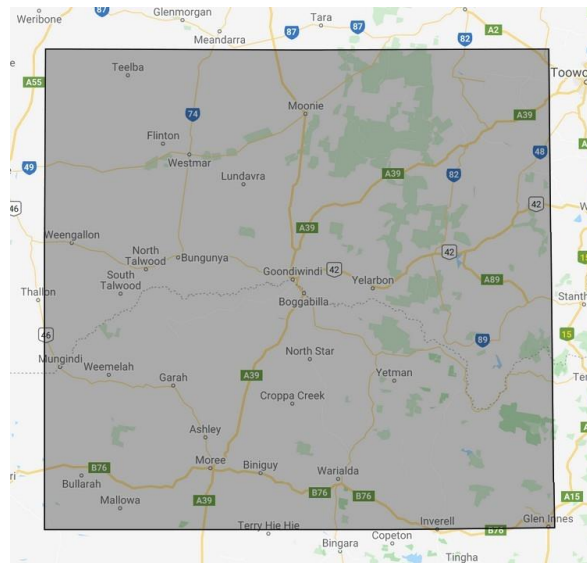 87
Weribone
Glenmorgan
Tara
87
Meandarra
87
82
A2
Teelba
A55
Toowo
74
Moonie
A39
Flinton
Westmar
48
49
Lundavra
A39
82
46
42
A39
Weengallon
North
Talwood
Bungunya
42
South
Talwood
Goondiwindi
42
Yelarbon
A89
15
Thallon
Boggabilla
Stanth
46
89
15
Mungindi
North Star
Weemelah
Garah
A39
Yetman
Ten
Croppa Creek
Ashley
Moree
B76
Biniguy
Warialda
Bullarah
B76
B76
A15
Mallowa
A39
Terry Hie Hie
Inverell
Glen Innes
B76
Bingara
Copeton
Tingha